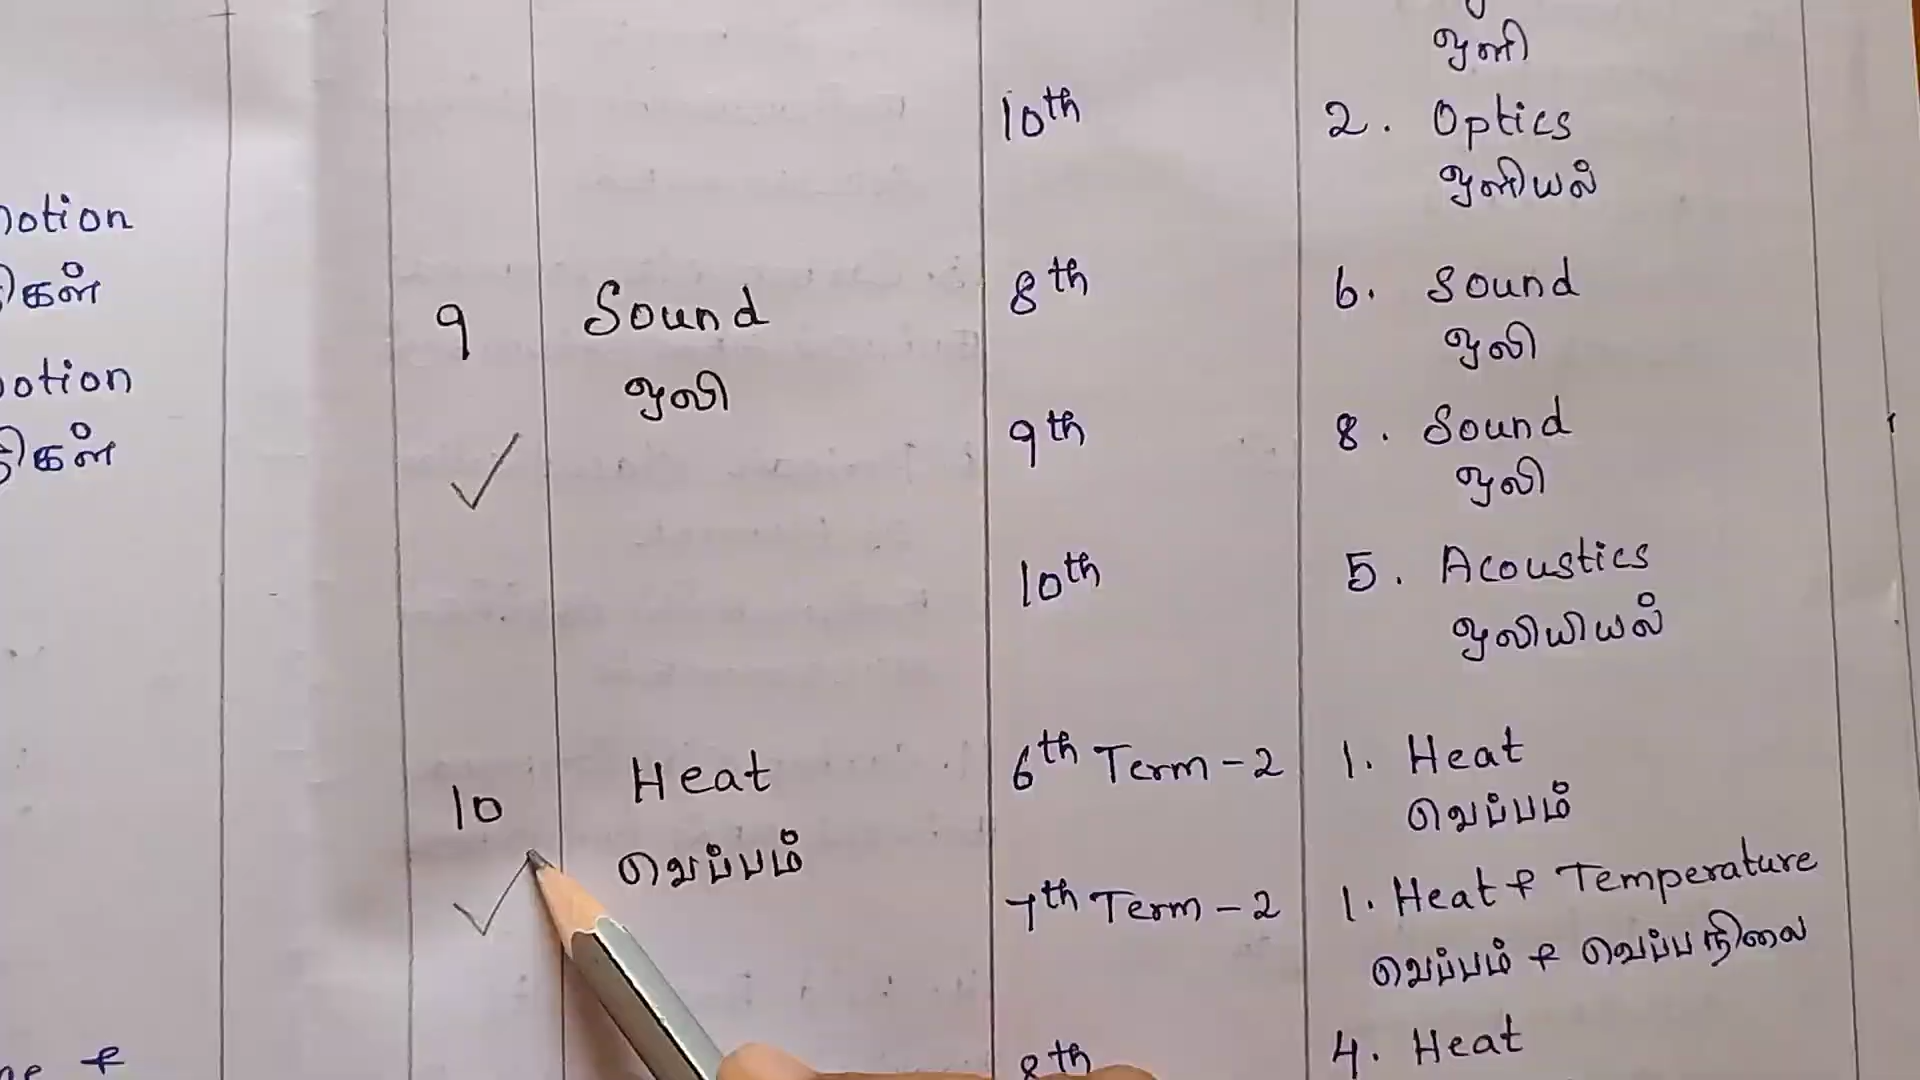 ஒளி
10th 2. Optics
ஒளியியல்
9 Sound 8th 6. Sound
ஒலி ஒலி
9th 8. Sound
ஒலி
10th 5. Acoustics
ஒலியியல்
10 Heat 6th Term - 2 1. Heat
வெப்பம் வெப்பம்
7th Term - 2 1. Heat & Temperature
வெப்பம் & வெப்பநிலை
8th 4. Heat